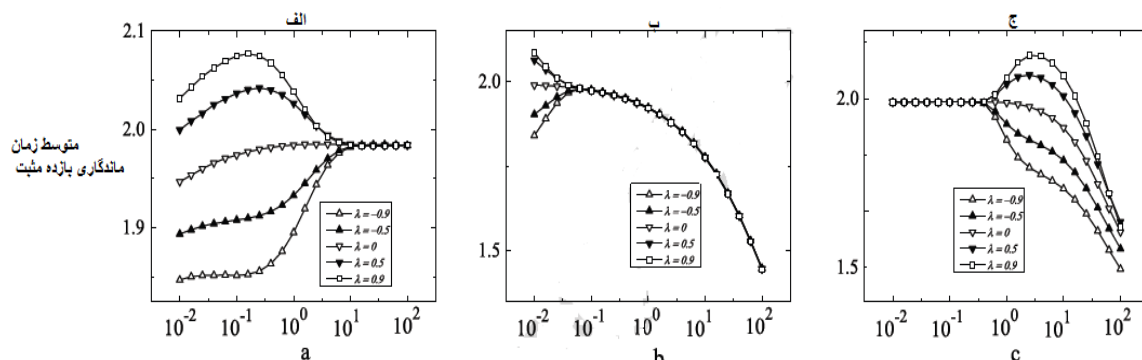 الف
ب
ج
متوسط زمان
ماندگاری بازده مثبت
2.1
2.0
1.9
λ = −0.9
λ = −0.5
λ = 0
λ = 0.5
λ = 0.9
10⁻² 10⁻¹ 10⁰ 10¹ 10²
a
2.0
1.5
λ = −0.9
λ = −0.5
λ = 0
λ = 0.5
λ = 0.9
10⁻² 10⁻¹ 10⁰ 10¹ 10²
b
2.0
1.5
λ = −0.9
λ = −0.5
λ = 0
λ = 0.5
λ = 0.9
10⁻² 10⁻¹ 10⁰ 10¹ 10²
c